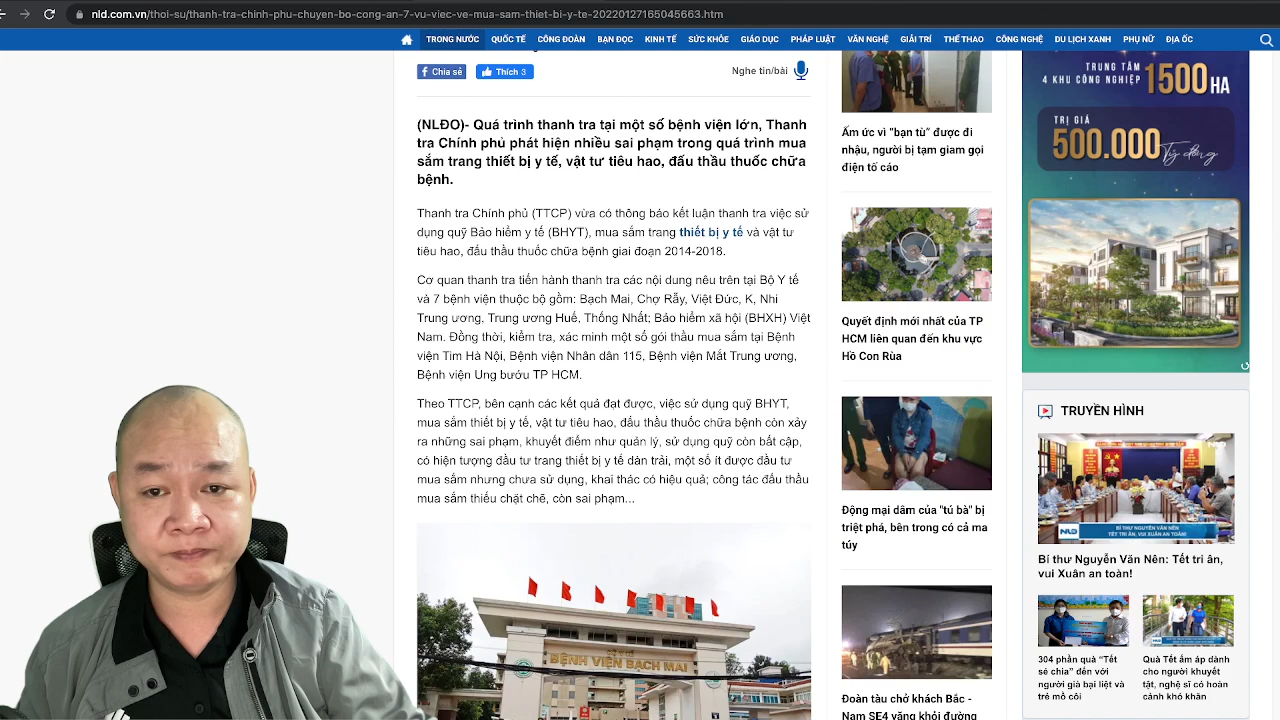 nld.com.vn/thoi-su/thanh-tra-chinh-phu-chuyen-bo-cong-an-7-vu-viec-ve-mua-sam-thiet-bi-y-te-20220127165045663.htm
TRONG NƯỚC QUỐC TẾ CÔNG ĐOÀN BẠN ĐỌC KINH TẾ SỨC KHỎE GIÁO DỤC PHÁP LUẬT VĂN NGHỆ GIẢI TRÍ THỂ THAO CÔNG NGHỆ DU LỊCH XANH PHỤ NỮ ĐỊA ỐC
Chia sẻ Thích 3
Nghe tin/bài
(NLĐO)- Quá trình thanh tra tại một số bệnh viện lớn, Thanh
tra Chính phủ phát hiện nhiều sai phạm trong quá trình mua
sắm trang thiết bị y tế, vật tư tiêu hao, đấu thầu thuốc chữa
bệnh.
Thanh tra Chính phủ (TTCP) vừa có thông báo kết luận thanh tra việc sử
dụng quỹ Bảo hiểm y tế (BHYT), mua sắm trang thiết bị y tế và vật tư
tiêu hao, đấu thầu thuốc chữa bệnh giai đoạn 2014-2018.
Cơ quan thanh tra tiến hành thanh tra các nội dung nêu trên tại Bộ Y tế
và 7 bệnh viện thuộc bộ gồm: Bạch Mai, Chợ Rẫy, Việt Đức, K, Nhi
Trung ương, Trung ương Huế, Thống Nhất; Bảo hiểm xã hội (BHXH) Việt
Nam. Đồng thời, kiểm tra, xác minh một số gói thầu mua sắm tại Bệnh
viện Tim Hà Nội, Bệnh viện Nhân dân 115, Bệnh viện Mắt Trung ương,
Bệnh viện Ung bướu TP HCM.
Theo TTCP, bên cạnh các kết quả đạt được, việc sử dụng quỹ BHYT,
mua sắm thiết bị y tế, vật tư tiêu hao, đấu thầu thuốc chữa bệnh còn xảy
ra những sai phạm, khuyết điểm như quản lý, sử dụng quỹ còn bất cập,
có hiện tượng đầu tư trang thiết bị y tế dàn trải, một số ít được đầu tư
mua sắm nhưng chưa sử dụng, khai thác có hiệu quả; công tác đấu thầu
mua sắm thiếu chặt chẽ, còn sai phạm...
BỆNH VIỆN BẠCH MAI
Ấm ức vì "bạn tù" được đi
nhậu, người bị tạm giam gọi
điện tố cáo
Quyết định mới nhất của TP
HCM liên quan đến khu vực
Hồ Con Rùa
Động mại dâm của "tú bà" bị
triệt phá, bên trong có cả ma
túy
Đoàn tàu chở khách Bắc -
Nam SE4 văng khỏi đường
TRUNG TÂM
4 KHU CÔNG NGHIỆP 1500HA
TRỊ GIÁ
500.000 Tỷ đồng
TRUYỀN HÌNH
NLD
BÍ THƯ NGUYỄN VĂN NÊN:
TẾT TRI ÂN, VUI XUÂN AN TOÀN!
Bí thư Nguyễn Văn Nên: Tết tri ân,
vui Xuân an toàn!
304 phần quà "Tết
sẻ chia" đến với
người già bại liệt và
trẻ mồ côi
Quà Tết ấm áp dành
cho người khuyết
tật, nghệ sĩ có hoàn
cảnh khó khăn